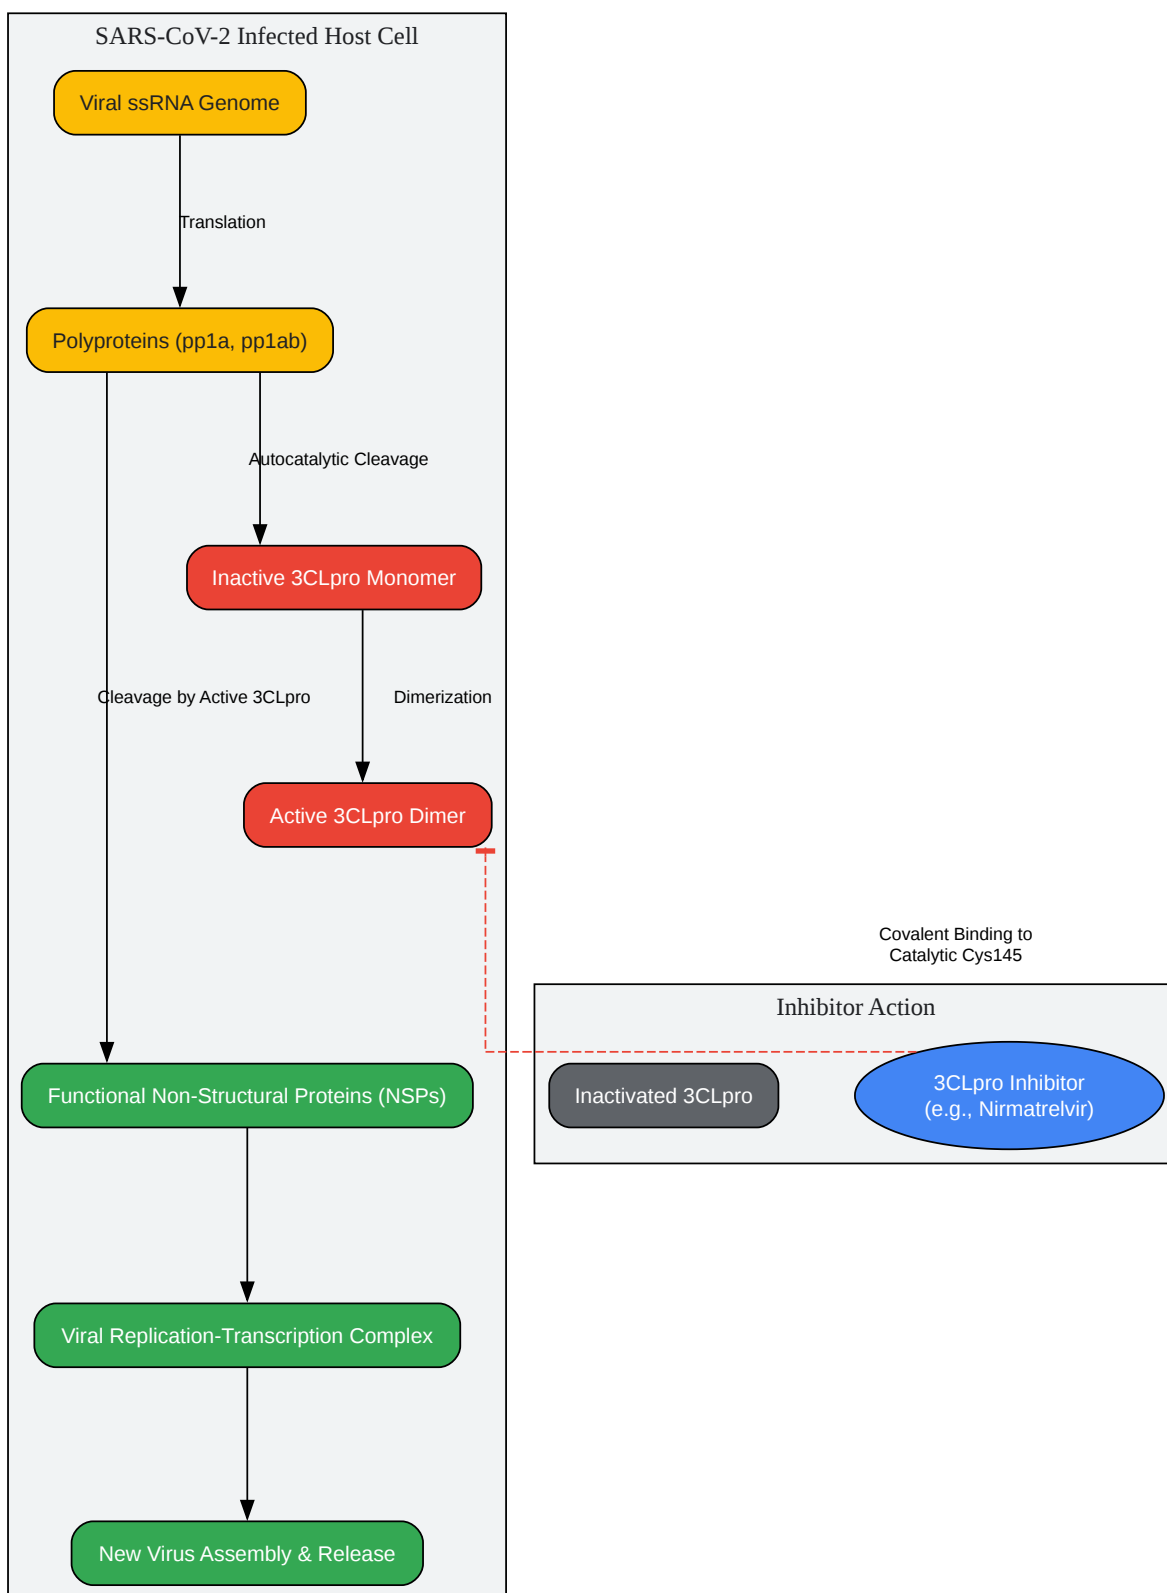 SARS-CoV-2 Infected Host Cell
Viral ssRNA Genome
Translation
Polyproteins (pp1a, pp1ab)
Autocatalytic Cleavage
Inactive 3CLpro Monomer
Cleavage by Active 3CLpro
Dimerization
Active 3CLpro Dimer
Covalent Binding to
Catalytic Cys145
Inhibitor Action
Functional Non-Structural Proteins (NSPs)
Inactivated 3CLpro
3CLpro Inhibitor
(e.g., Nirmatrelvir)
Viral Replication-Transcription Complex
New Virus Assembly & Release